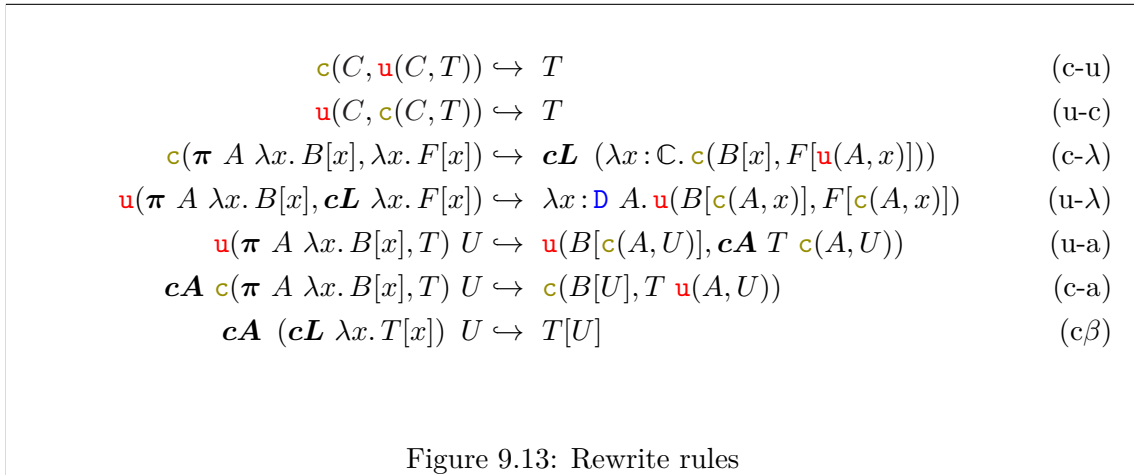 c(C, u(C, T)) ↪ T (c-u)
u(C, c(C, T)) ↪ T (u-c)
c(π A λx. B[x], λx. F[x]) ↪ cL (λx : ℂ. c(B[x], F[u(A, x)])) (c-λ)
u(π A λx. B[x], cL λx. F[x]) ↪ λx : D A. u(B[c(A, x)], F[c(A, x)]) (u-λ)
u(π A λx. B[x], T) U ↪ u(B[c(A, U)], cA T c(A, U)) (u-a)
cA c(π A λx. B[x], T) U ↪ c(B[U], T u(A, U)) (c-a)
cA (cL λx. T[x]) U ↪ T[U] (cβ)
Figure 9.13: Rewrite rules